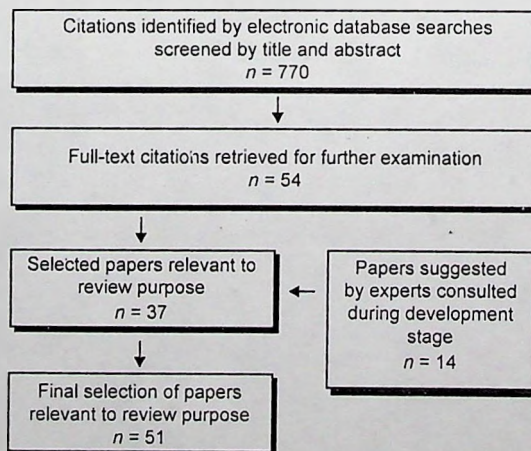 Citations identified by electronic database searches
screened by title and abstract
n = 770
Full-text citations retrieved for further examination
n = 54
Selected papers relevant to
review purpose
n = 37
Papers suggested
by experts consulted
during development
stage
n = 14
Final selection of papers
relevant to review purpose
n = 51